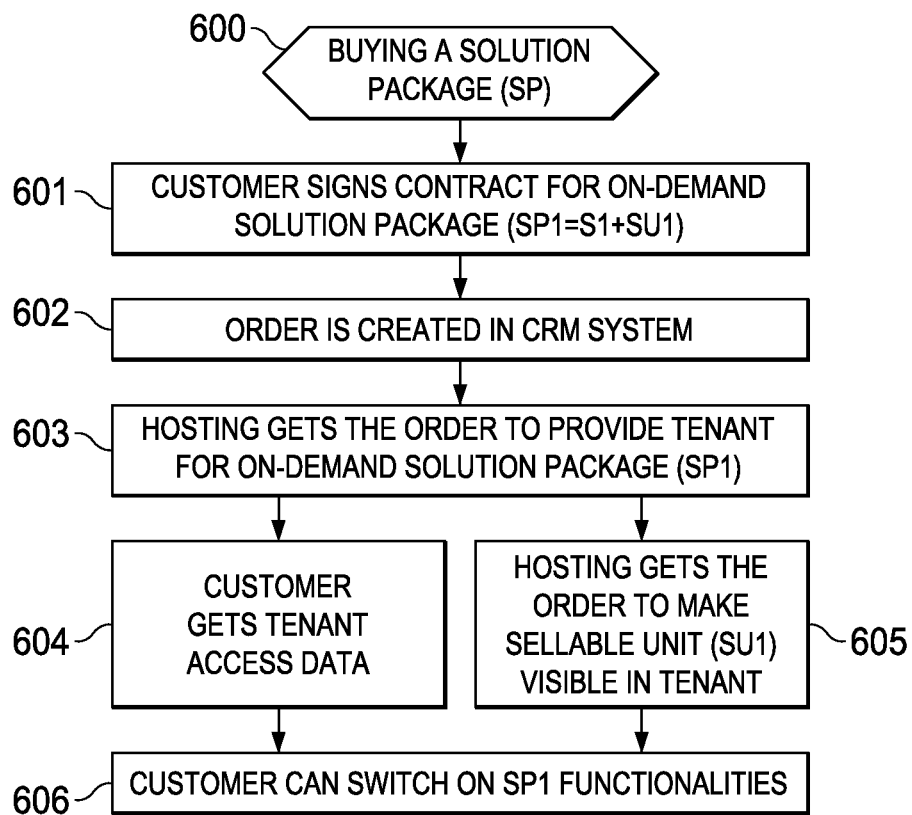 600
BUYING A SOLUTION
PACKAGE (SP)
601
CUSTOMER SIGNS CONTRACT FOR ON-DEMAND
SOLUTION PACKAGE (SP1=S1+SU1)
602
ORDER IS CREATED IN CRM SYSTEM
603
HOSTING GETS THE ORDER TO PROVIDE TENANT
FOR ON-DEMAND SOLUTION PACKAGE (SP1)
604
CUSTOMER
GETS TENANT
ACCESS DATA
HOSTING GETS THE
ORDER TO MAKE
SELLABLE UNIT (SU1)
VISIBLE IN TENANT
605
606
CUSTOMER CAN SWITCH ON SP1 FUNCTIONALITIES